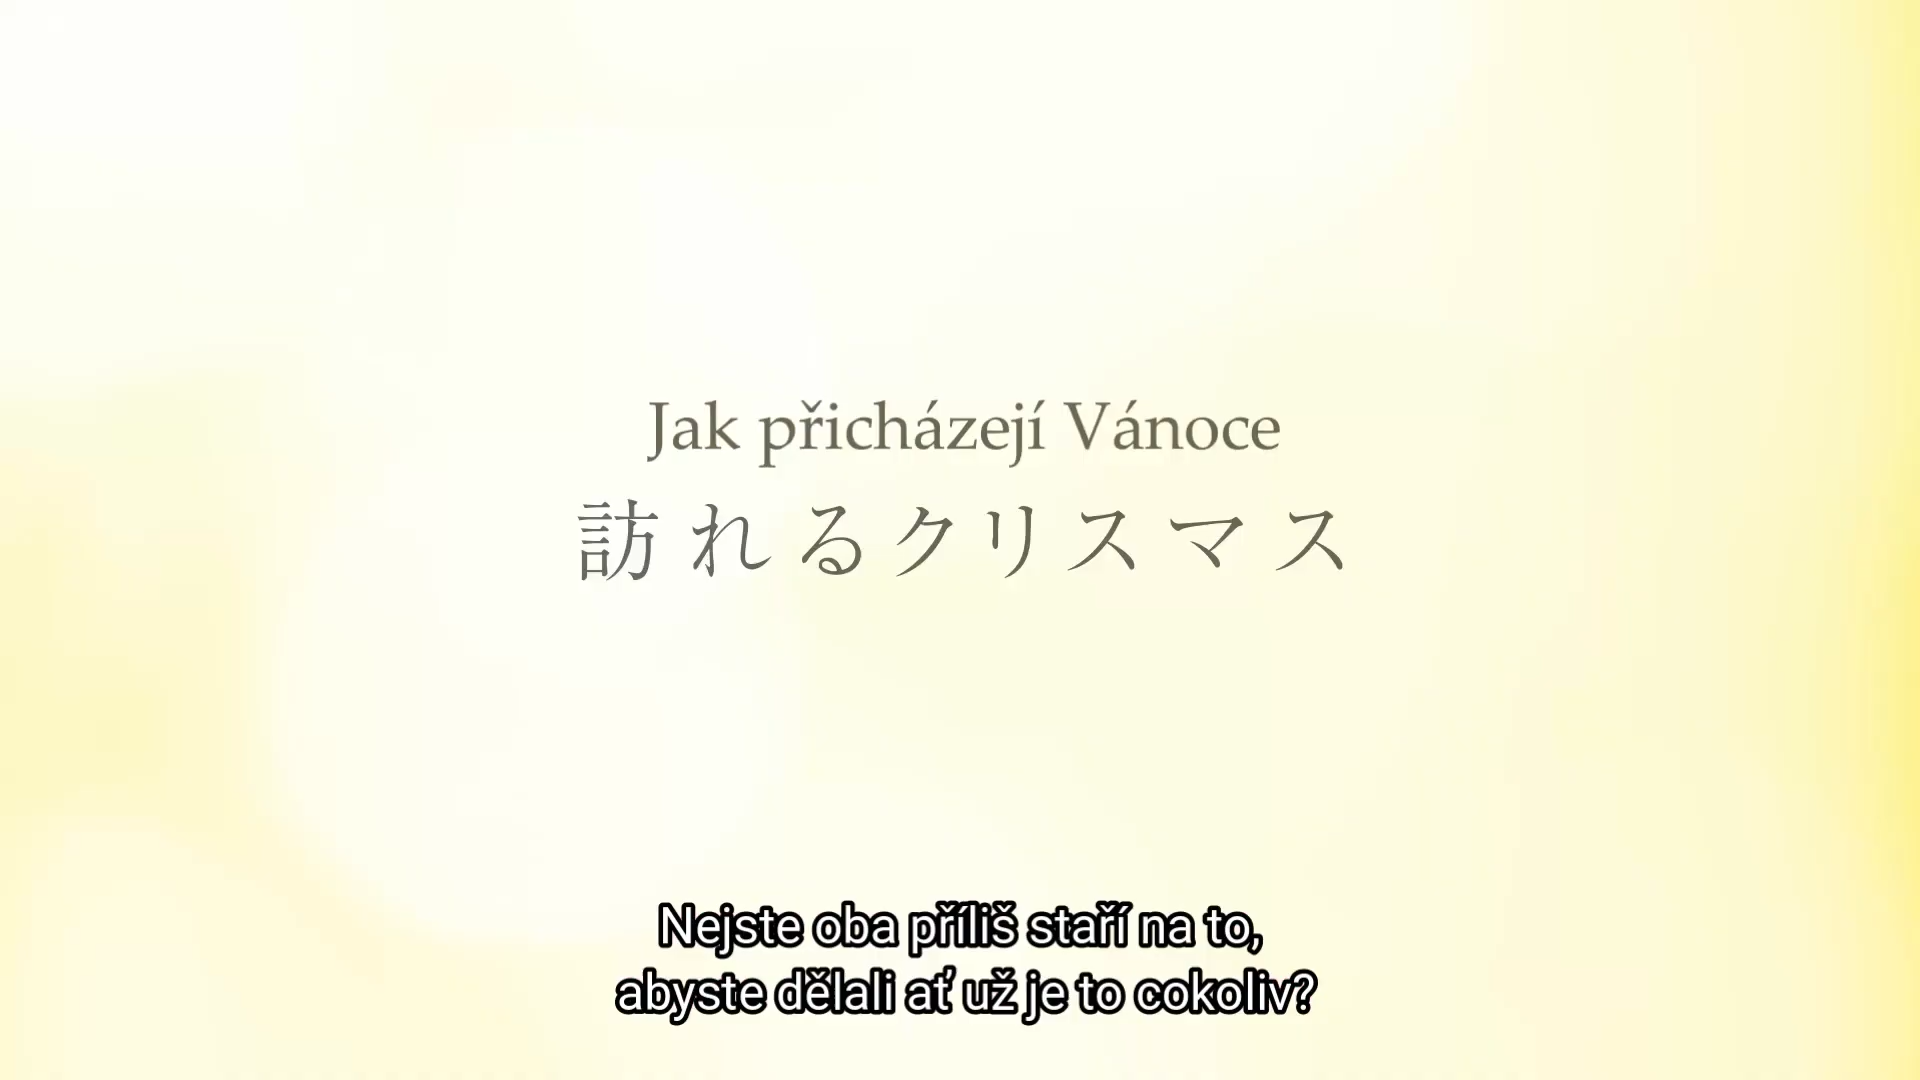 Jak přicházejí Vánoce
訪れるクリスマス
Nejste oba příliš staří na to,
abyste dělali ať už je to cokoliv?